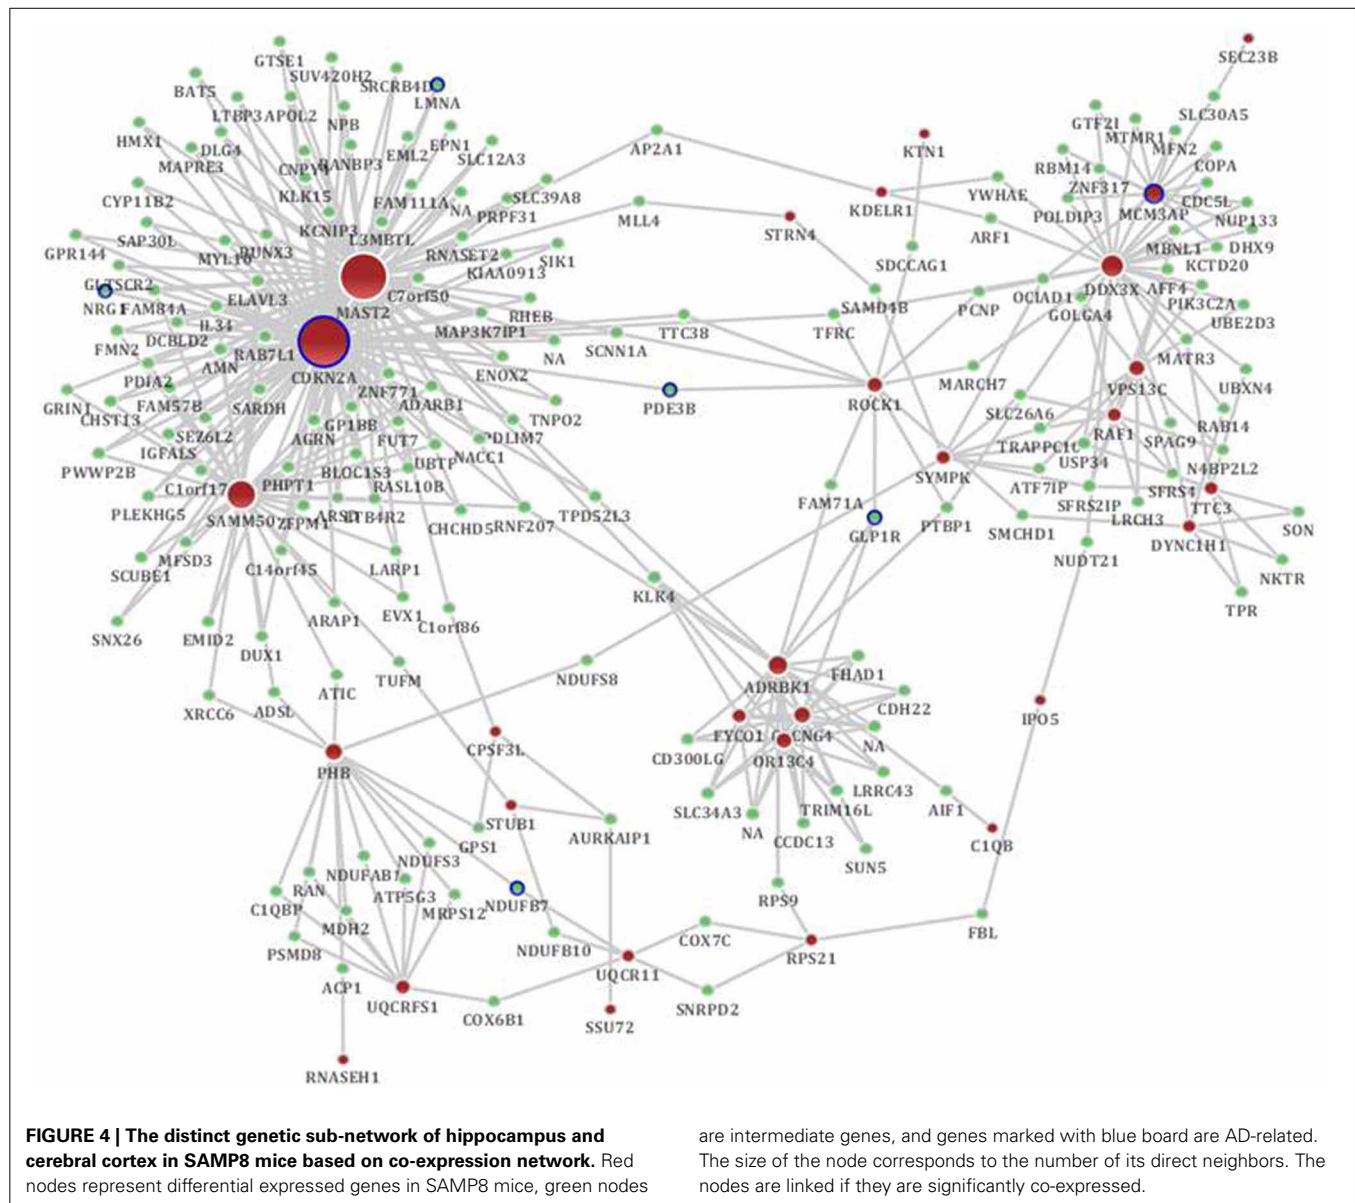 GTSE1
SUV420H2
SRCRB4D
BAT5
LMNA
LTBP3
APOL2
NPB
HMX1
DLG4
MAPRE3
EML2
EPN1
SLC12A3
CNPY4
RANBP3
KLK15
CYP11B2
FAM111A
NA
PRPF31
SLC39A8
KCNIP3
SAP30L
L3MBTL
RUNX3
MYL10
GPR144
RNASET2
KIAA0913
SIK1
GLTSCR2
NRG1
FAM84A
ELAVL3
C7orf50
MAST2
RHEB
IL34
MAP3K7IP1
DCBLD2
FMN2
RAB7L1
AMN
CDKN2A
NA
ENOX2
PDIA2
ZNF771
ADARB1
GRIN1
CHST13
FAM57B
SARDH
GP1BB
TNPO2
SEZ6L2
AGRN
FUT7
PDLIM7
IGFALS
NACC1
UBTF
PWWP2B
BLOC1S3
C1orf17
PHPT1
RASL10B
PLEKHG5
SAMM50
ZFPM1
ARSD
LTB4R2
CHCHD5
RNF207
TPD52L3
MFSD3
SCUBE1
C14orf45
LARP1
ARAP1
EVX1
C1orf86
SNX26
EMID2
DUX1
AP2A1
KTN1
KDELR1
YWHAE
ARF1
MLL4
STRN4
SDCCAG1
SAMD4B
PCNP
TTC38
TFRC
SCNN1A
PDE3B
ROCK1
MARCH7
SEC23B
SLC30A5
GTF2I
MTMR1
MFN2
COPA
RBM14
ZNF317
CDC5L
POLDIP3
MCM3AP
NUP133
MBNL1
DHX9
KCTD20
OCIAD1
DDX3X
AFF4
PIK3C2A
GOLGA4
UBE2D3
MATR3
VPS13C
UBXN4
SLC26A6
RAF1
RAB14
TRAPPC10
SPAG9
USP34
N4BP2L2
SYMPK
ATF7IP
SFRS4
SFRS2IP
TTC3
LRCH3
FAM71A
GLP1R
PTBP1
SMCHD1
DYNC1H1
SON
NUDT21
NKTR
TPR
KLK4
NDUFS8
ADRBK1
FHAD1
CDH22
IPO5
FYCO1
CACNG4
NA
OR13C4
CD300LG
LRRC43
SLC34A3
TRIM16L
AIF1
NA
CCDC13
SUN5
C1QB
RPS9
FBL
RPS21
COX7C
SNRPD2
XRCC6
ADSL
ATIC
TUFM
PHB
CPSF3L
STUB1
AURKAIP1
GPS1
NDUFS3
NDUFAB1
RAN
ATP5G3
C1QBP
MRPS12
NDUFB7
MDH2
PSMD8
NDUFB10
ACP1
UQCRFS1
UQCR11
COX6B1
SSU72
RNASEH1
FIGURE 4 | The distinct genetic sub-network of hippocampus and
cerebral cortex in SAMP8 mice based on co-expression network. Red
nodes represent differential expressed genes in SAMP8 mice, green nodes
are intermediate genes, and genes marked with blue board are AD-related.
The size of the node corresponds to the number of its direct neighbors. The
nodes are linked if they are significantly co-expressed.